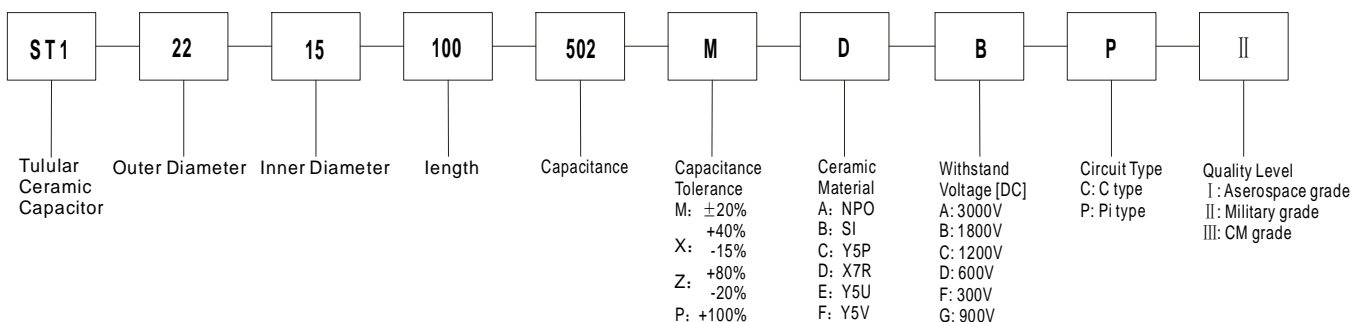 ST1 22 15 100 502 M D B P Ⅱ
Tulular
Ceramic
Capacitor
Outer Diameter
Inner Diameter
length
Capacitance
Capacitance
Tolerance
M: ±20%
X: +40%
-15%
Z: +80%
-20%
P: +100%
Ceramic
Material
A: NPO
B: SI
C: Y5P
D: X7R
E: Y5U
F: Y5V
Withstand
Voltage [DC]
A: 3000V
B: 1800V
C: 1200V
D: 600V
F: 300V
G: 900V
Circuit Type
C: C type
P: Pi type
Quality Level
Ⅰ: Aserospace grade
Ⅱ: Military grade
Ⅲ: CM grade